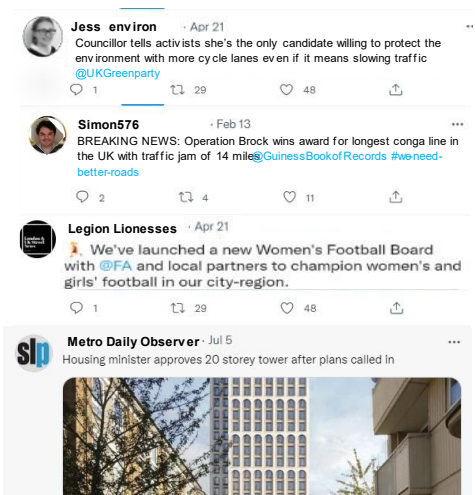 Jess environ · Apr 21
Councillor tells activists she's the only candidate willing to protect the
environment with more cycle lanes even if it means slowing traffic
@UKGreenparty
1 29 48
Simon576 · Feb 13
BREAKING NEWS: Operation Brock wins award for longest conga line in
the UK with traffic jam of 14 miles@GuinessBookofRecords #we-need-
better-roads
2 4 11
Legion Lionesses · Apr 21
We've launched a new Women's Football Board
with @FA and local partners to champion women's and
girls' football in our city-region.
1 29 48
slp
Metro Daily Observer · Jul 5
Housing minister approves 20 storey tower after plans called in